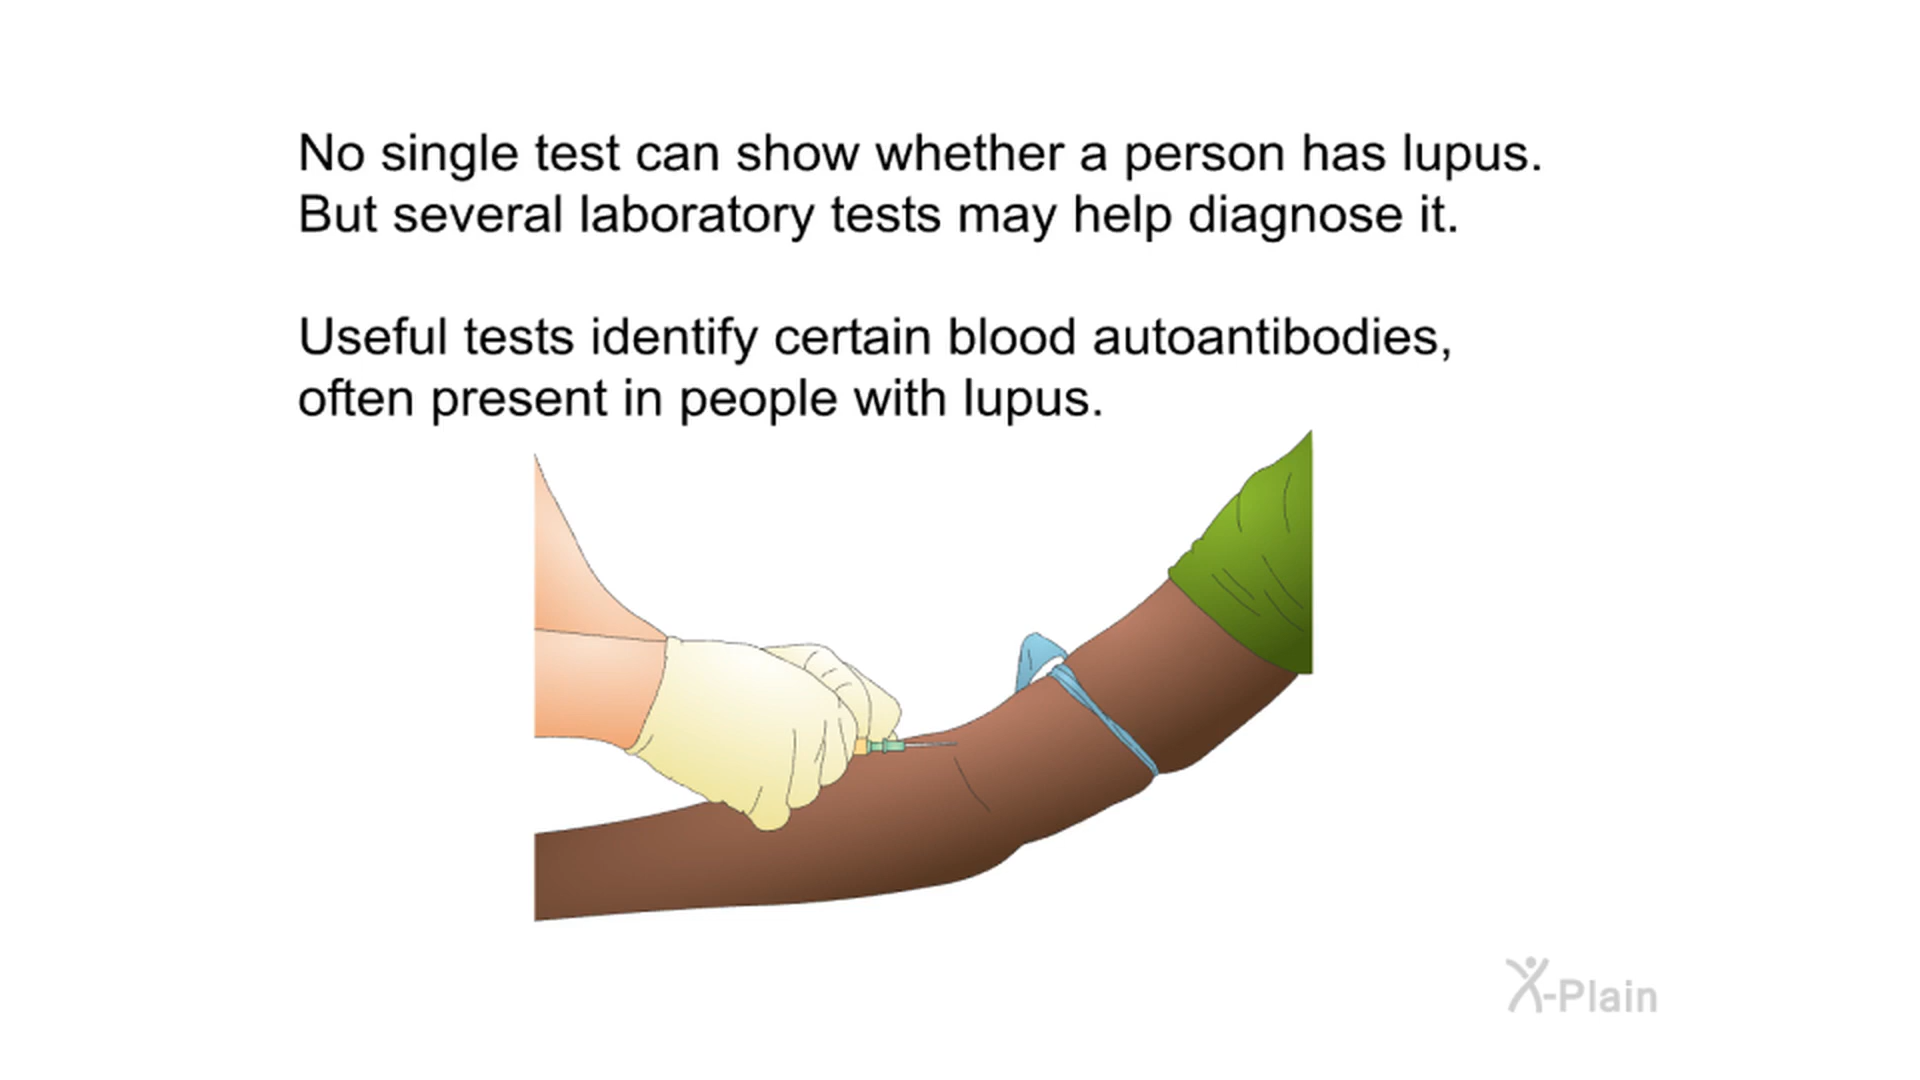 No single test can show whether a person has lupus.
But several laboratory tests may help diagnose it.
Useful tests identify certain blood autoantibodies,
often present in people with lupus.
X-Plain